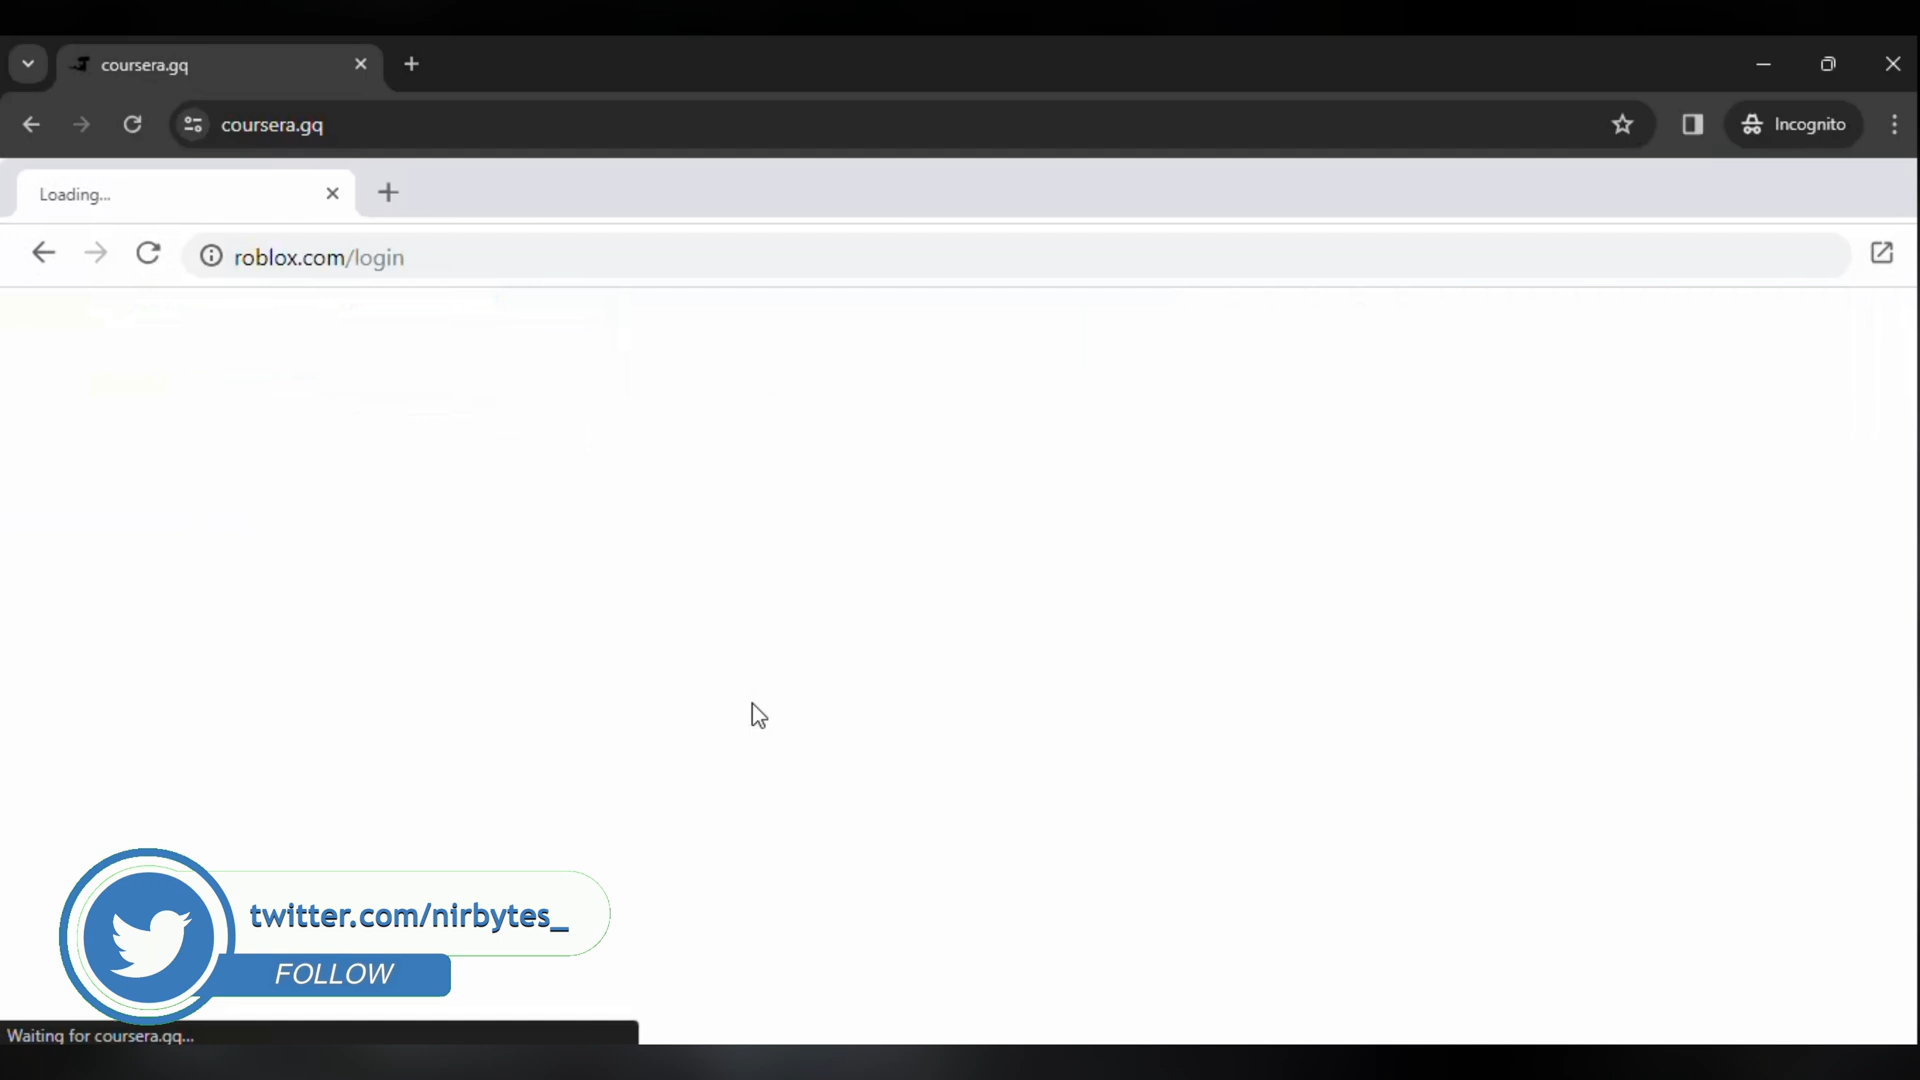 coursera.gq
coursera.gq
Incognito
Loading...
roblox.com/login
twitter.com/nirbytes_
FOLLOW
Waiting for coursera.gq...